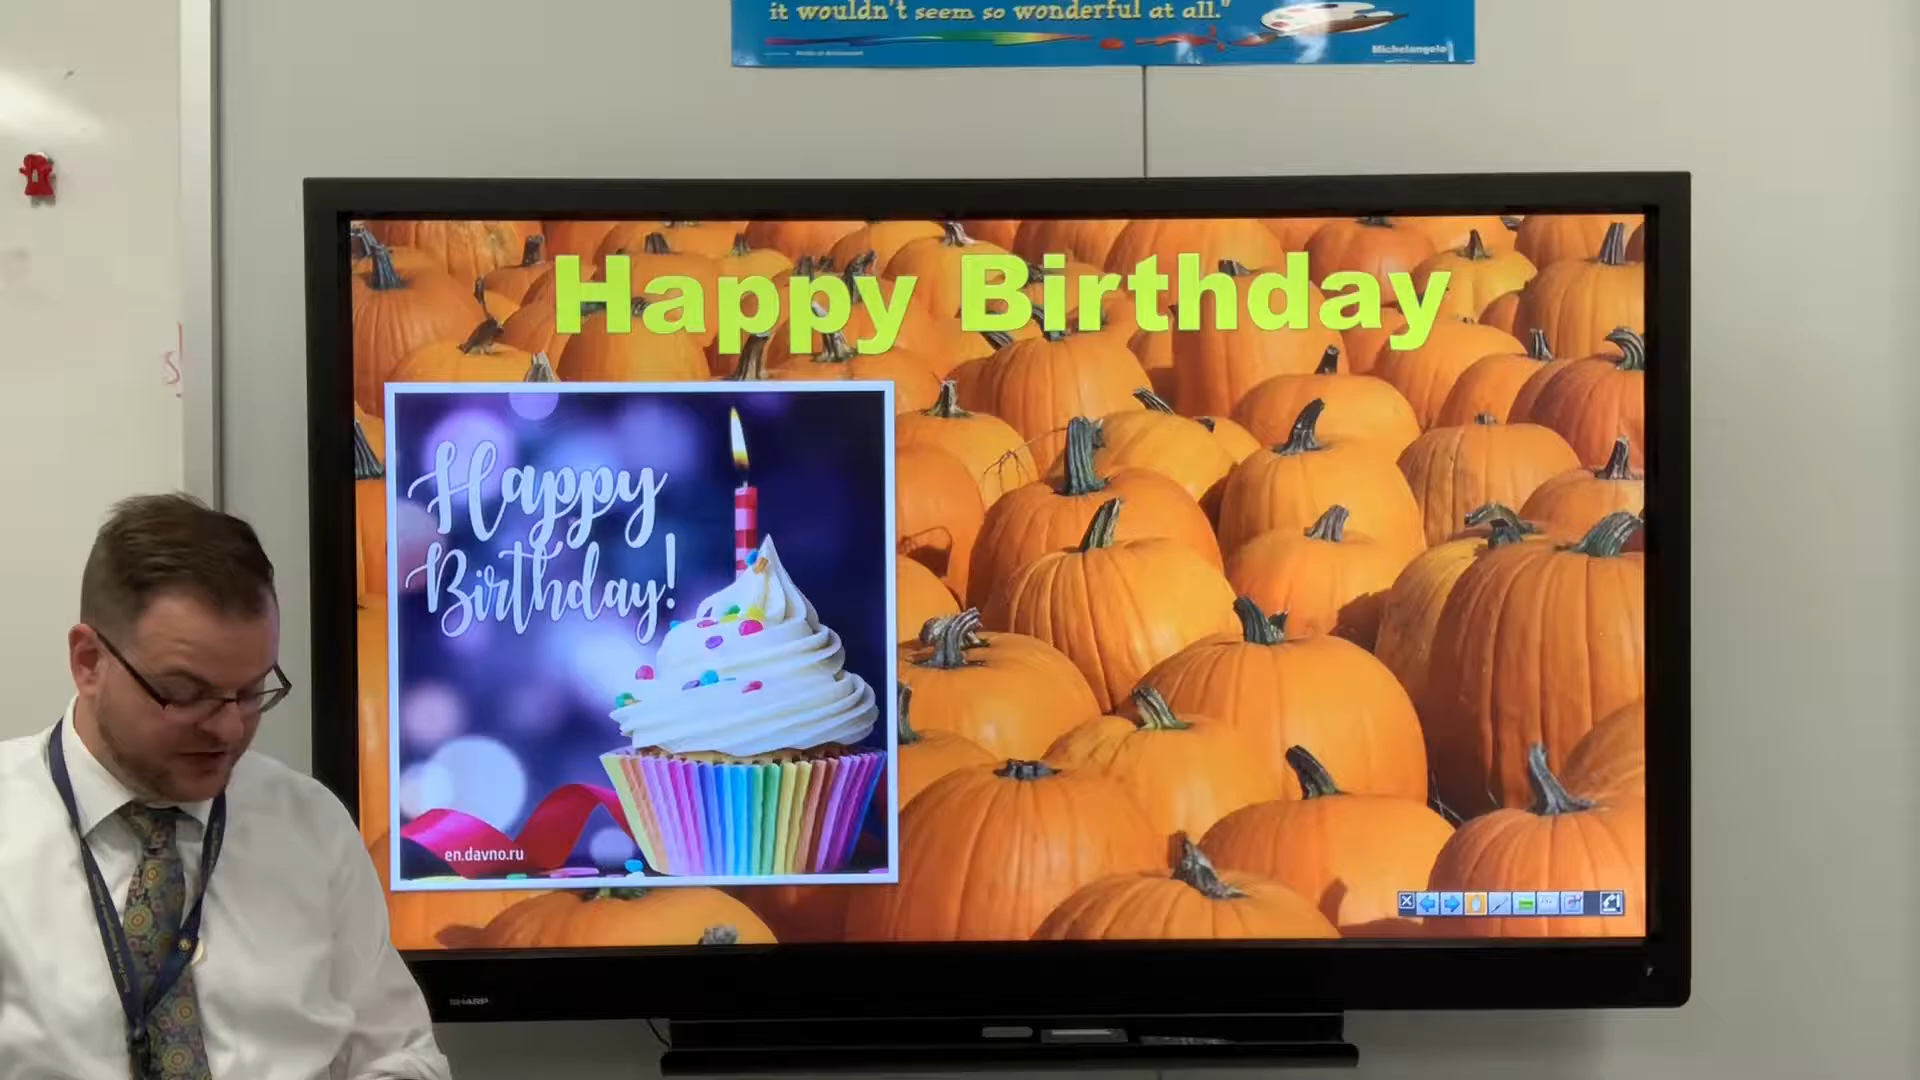 it wouldn't seem so wonderful at all."
Michelangelo
Happy Birthday
Happy
Birthday!
en.davno.ru
SHARP